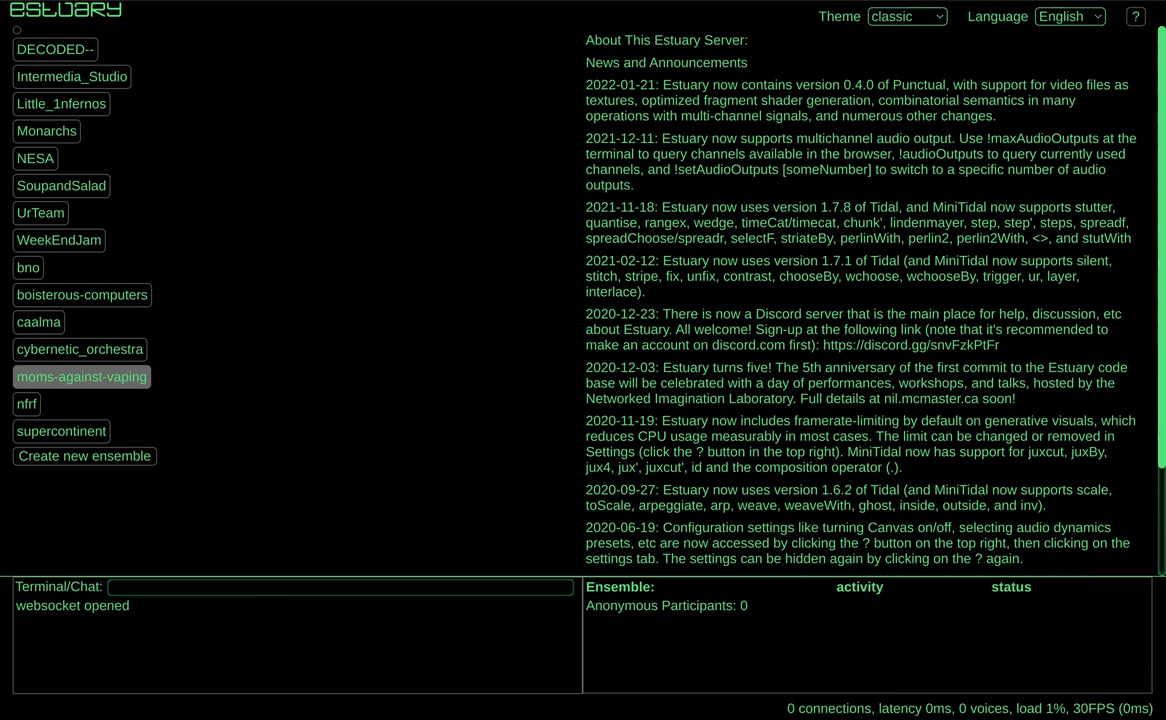 estuary
Theme classic Language English ?
DECODED--
Intermedia_Studio
Little_1nfernos
Monarchs
NESA
SoupandSalad
UrTeam
WeekEndJam
bno
boisterous-computers
caalma
cybernetic_orchestra
moms-against-vaping
nfrf
supercontinent
Create new ensemble
About This Estuary Server:
News and Announcements
2022-01-21: Estuary now contains version 0.4.0 of Punctual, with support for video files as
textures, optimized fragment shader generation, combinatorial semantics in many
operations with multi-channel signals, and numerous other changes.
2021-12-11: Estuary now supports multichannel audio output. Use !maxAudioOutputs at the
terminal to query channels available in the browser, !audioOutputs to query currently used
channels, and !setAudioOutputs [someNumber] to switch to a specific number of audio
outputs.
2021-11-18: Estuary now uses version 1.7.8 of Tidal, and MiniTidal now supports stutter,
quantise, rangex, wedge, timeCat/timecat, chunk', lindenmayer, step, step', steps, spreadf,
spreadChoose/spreadr, selectF, striateBy, perlinWith, perlin2, perlin2With, <>, and stutWith
2021-02-12: Estuary now uses version 1.7.1 of Tidal (and MiniTidal now supports silent,
stitch, stripe, fix, unfix, contrast, chooseBy, wchoose, wchooseBy, trigger, ur, layer,
interlace).
2020-12-23: There is now a Discord server that is the main place for help, discussion, etc
about Estuary. All welcome! Sign-up at the following link (note that it's recommended to
make an account on discord.com first): https://discord.gg/snvFzkPtFr
2020-12-03: Estuary turns five! The 5th anniversary of the first commit to the Estuary code
base will be celebrated with a day of performances, workshops, and talks, hosted by the
Networked Imagination Laboratory. Full details at nil.mcmaster.ca soon!
2020-11-19: Estuary now includes framerate-limiting by default on generative visuals, which
reduces CPU usage measurably in most cases. The limit can be changed or removed in
Settings (click the ? button in the top right). MiniTidal now has support for juxcut, juxBy,
jux4, jux', juxcut', id and the composition operator (.).
2020-09-27: Estuary now uses version 1.6.2 of Tidal (and MiniTidal now supports scale,
toScale, arpeggiate, arp, weave, weaveWith, ghost, inside, outside, and inv).
2020-06-19: Configuration settings like turning Canvas on/off, selecting audio dynamics
presets, etc are now accessed by clicking the ? button on the top right, then clicking on the
settings tab. The settings can be hidden again by clicking on the ? again.
Terminal/Chat:
websocket opened
Ensemble: activity status
Anonymous Participants: 0
0 connections, latency 0ms, 0 voices, load 1%, 30FPS (0ms)